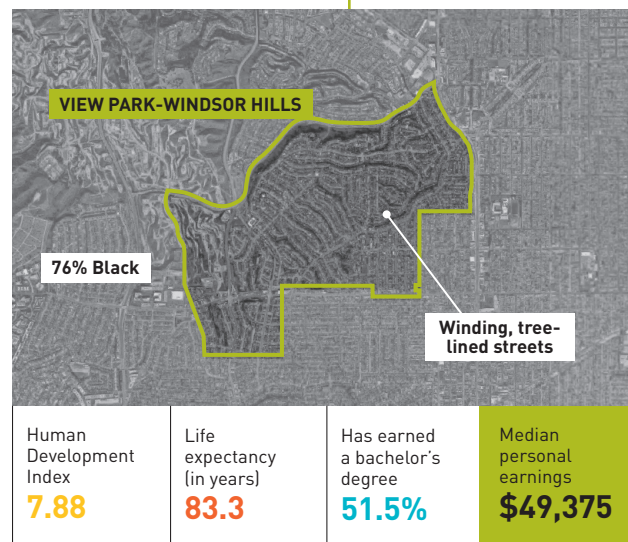 VIEW PARK-WINDSOR HILLS
76% Black
Winding, tree-
lined streets
Human
Development
Index
7.88
Life
expectancy
(in years)
83.3
Has earned
a bachelor’s
degree
51.5%
Median
personal
earnings
$49,375